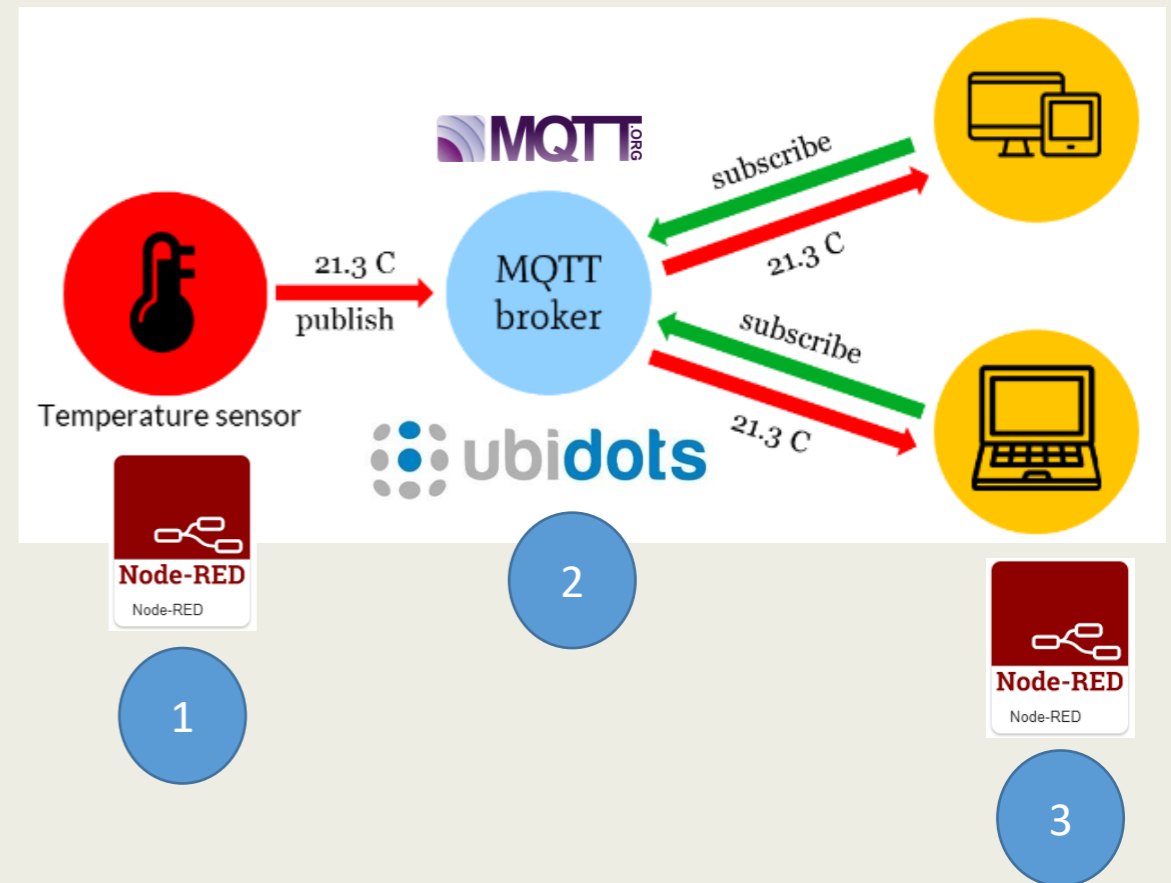 MQTT.ORG
subscribe
21.3 C
21.3 C
publish
MQTT
broker
subscribe
21.3 C
Temperature sensor
ubidots
Node-RED
Node-RED
1
2
Node-RED
Node-RED
3